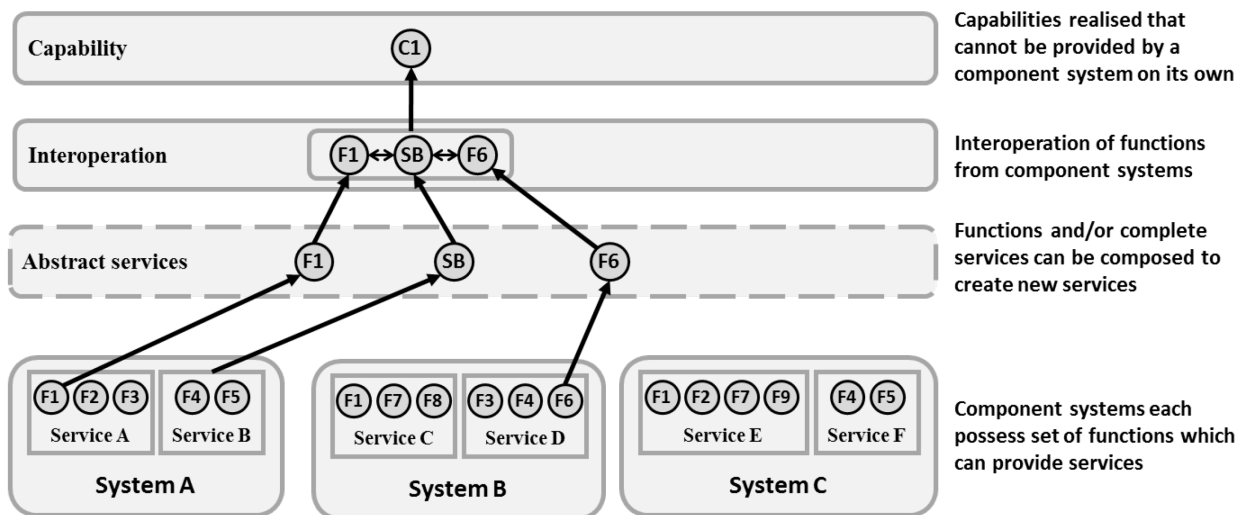 Capability
C1
Capabilities realised that
cannot be provided by a
component system on its own
Interoperation
F1 SB F6
Interoperation of functions
from component systems
Abstract services
F1 SB F6
Functions and/or complete
services can be composed to
create new services
F1 F2 F3
Service A
F4 F5
Service B
System A
F1 F7 F8
Service C
F3 F4 F6
Service D
System B
F1 F2 F7 F9
Service E
F4 F5
Service F
System C
Component systems each
possess set of functions which
can provide services